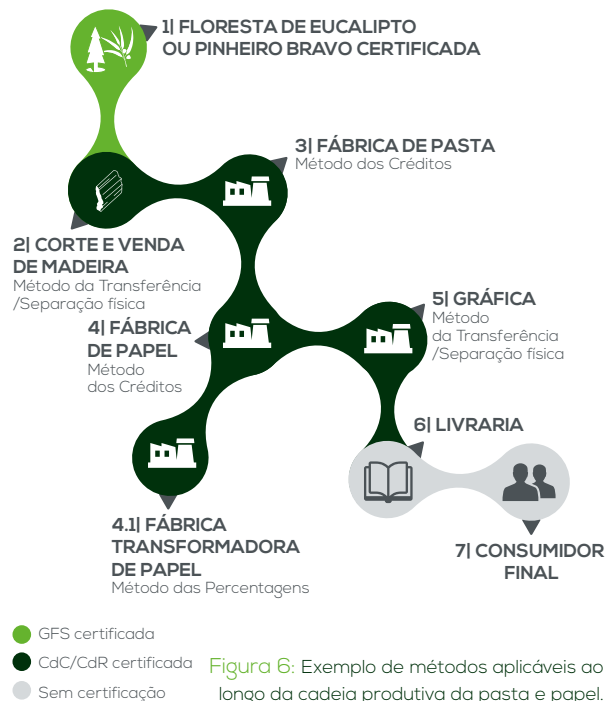 1| FLORESTA DE EUCALIPTO
OU PINHEIRO BRAVO CERTIFICADA
2| CORTE E VENDA
DE MADEIRA
Método da Transferência
/Separação física
3| FÁBRICA DE PASTA
Método dos Créditos
4| FÁBRICA
DE PAPEL
Método
dos Créditos
4.1| FÁBRICA
TRANSFORMADORA
DE PAPEL
Método das Percentagens
5| GRÁFICA
Método
da Transferência
/Separação física
6| LIVRARIA
7| CONSUMIDOR
FINAL
GFS certificada
CdC/CdR certificada
Sem certificação
Figura 6: Exemplo de métodos aplicáveis ao
longo da cadeia produtiva da pasta e papel.